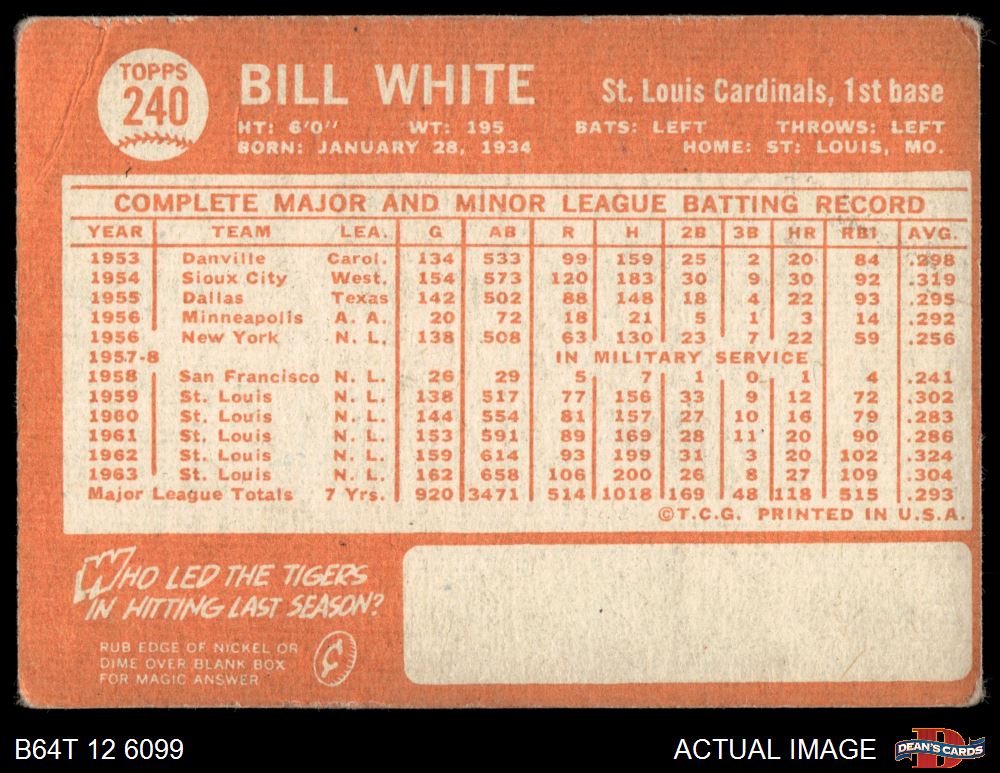 TOPPS
240
BILL WHITE
St. Louis Cardinals, 1st base
HT: 6'0" WT: 195 BATS: LEFT THROWS: LEFT
BORN: JANUARY 28, 1934 HOME: ST: LOUIS, MO.
COMPLETE MAJOR AND MINOR LEAGUE BATTING RECORD
YEAR TEAM LEA. G AB R H 2B 3B HR RBI AVG.
1953 Danville Carol. 134 533 99 159 25 2 20 84 .298
1954 Sioux City West. 154 573 120 183 30 9 30 92 .319
1955 Dallas Texas 142 502 88 148 18 4 22 93 .295
1956 Minneapolis A. A. 20 72 18 21 5 1 3 14 .292
1956 New York N. L. 138 508 63 130 23 7 22 59 .256
1957-8 IN MILITARY SERVICE
1958 San Francisco N. L. 26 29 5 7 1 0 1 4 .241
1959 St. Louis N. L. 138 517 77 156 33 9 12 72 .302
1960 St. Louis N. L. 144 554 81 157 27 10 16 79 .283
1961 St. Louis N. L. 153 591 89 169 28 11 20 90 .286
1962 St. Louis N. L. 159 614 93 199 31 3 20 102 .324
1963 St. Louis N. L. 162 658 106 200 26 8 27 109 .304
Major League Totals 7 Yrs. 920 3471 514 1018 169 48 118 515 .293
©T.C.G. PRINTED IN U.S.A.
WHO LED THE TIGERS
IN HITTING LAST SEASON?
RUB EDGE OF NICKEL OR
DIME OVER BLANK BOX
FOR MAGIC ANSWER
¢
B64T 12 6099
ACTUAL IMAGE
D
DEAN'S CARDS